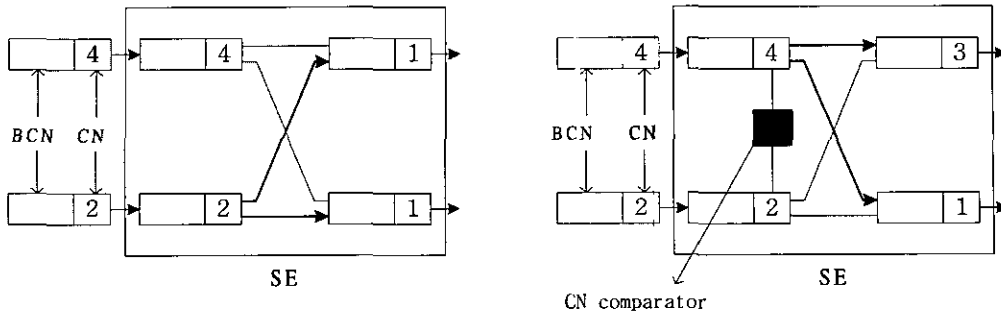 4 4 1 4 4 3
BCN CN BCN CN
2 2 1 2 2 1
SE SE
CN comparator